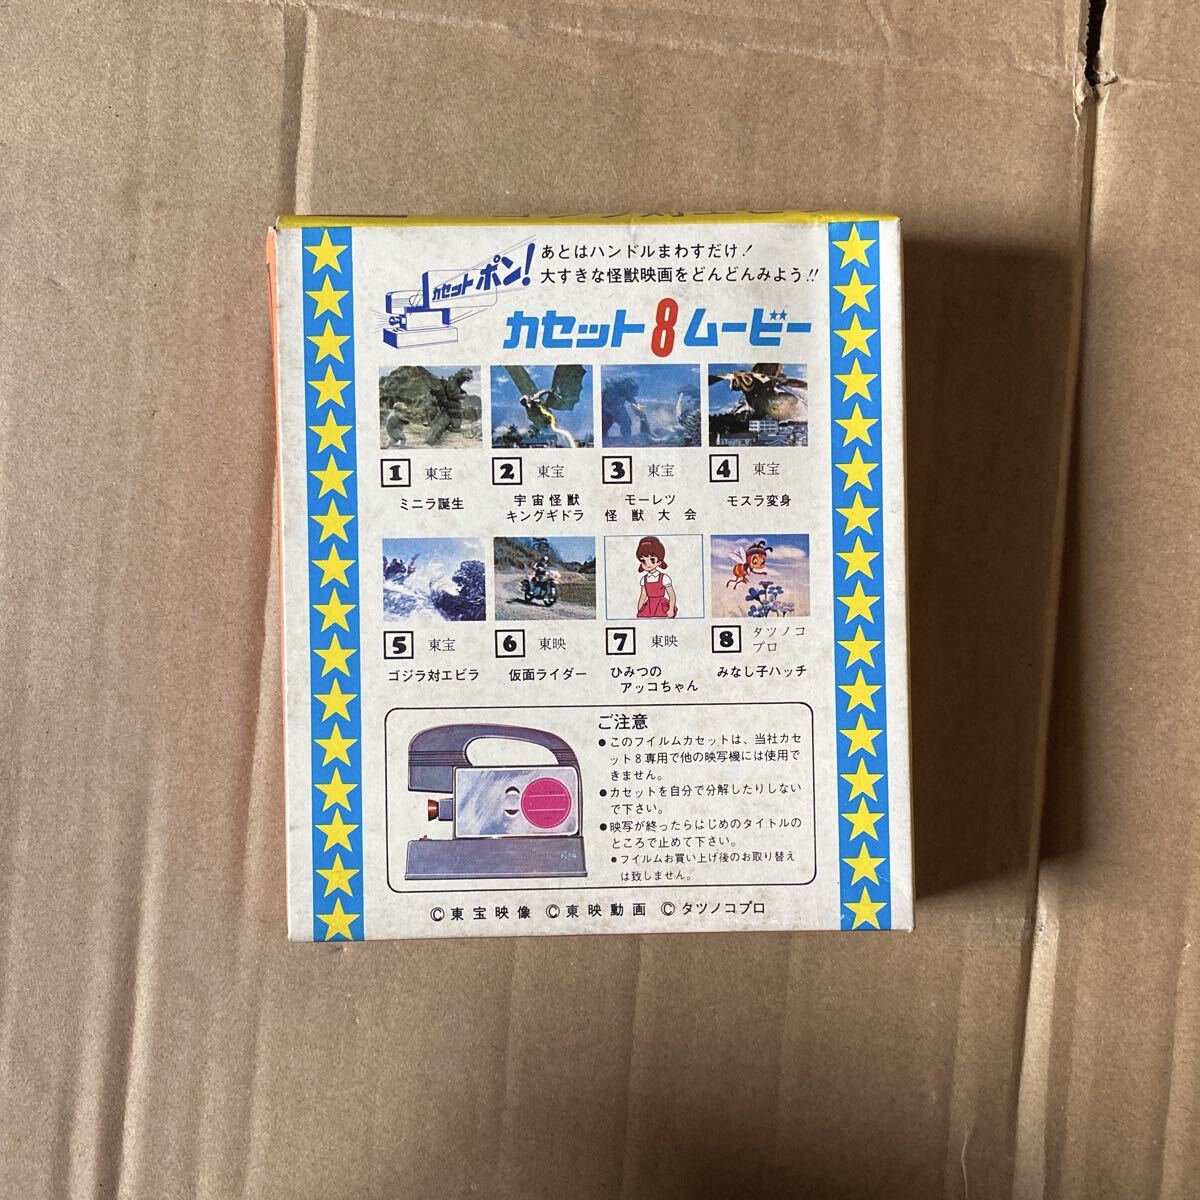 カセットポン!
あとはハンドルまわすだけ!
大すきな怪獣映画をどんどんみよう!!
カセット8ムービー
1 東宝
ミニラ誕生
2 東宝
宇宙怪獣
キングギドラ
3 東宝
モーレツ
怪獣大会
4 東宝
モスラ変身
5 東宝
ゴジラ対エビラ
6 東映
仮面ライダー
7 東映
ひみつの
アッコちゃん
8 タツノコ
プロ
みなし子ハッチ
ご注意
●このフイルムカセットは、当社カセ
ット8専用で他の映写機には使用で
きません。
●カセットを自分で分解したりしない
で下さい。
●映写が終ったらはじめのタイトルの
ところで止めて下さい。
●フイルムお買い上げ後のお取り替え
は致しません。
©東宝映像 ©東映動画 ©タツノコプロ